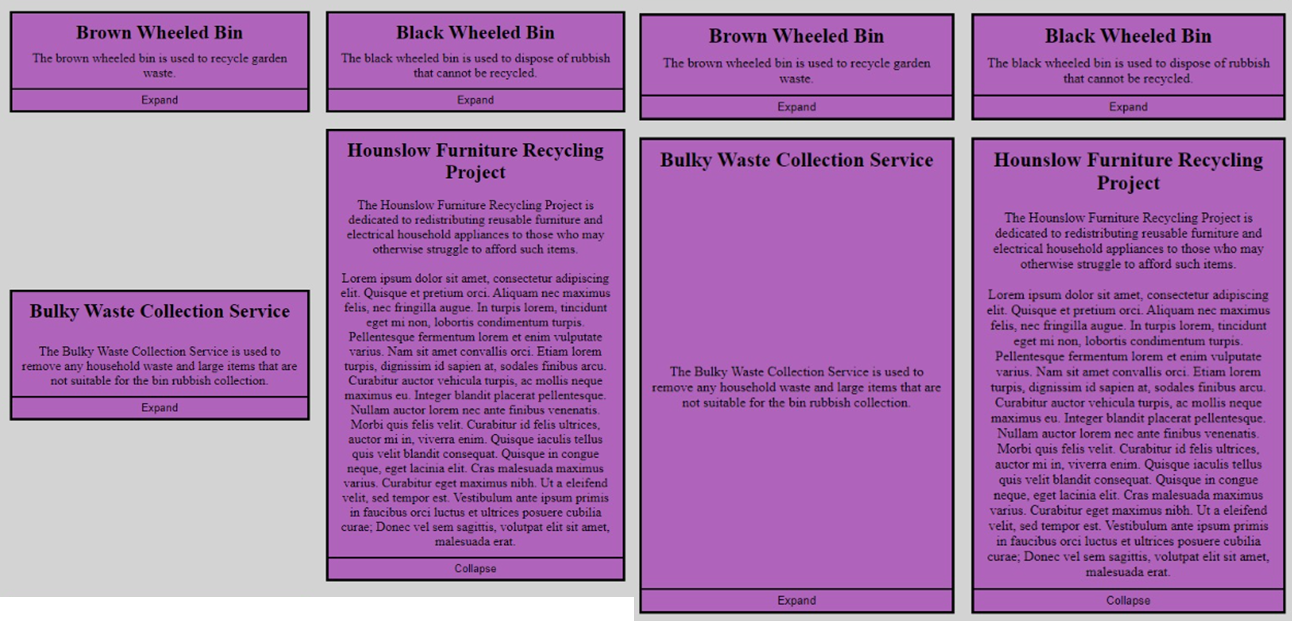 Brown Wheeled Bin
The brown wheeled bin is used to recycle garden
waste.
Expand
Black Wheeled Bin
The black wheeled bin is used to dispose of rubbish
that cannot be recycled.
Expand
Bulky Waste Collection Service
The Bulky Waste Collection Service is used to
remove any household waste and large items that are
not suitable for the bin rubbish collection.
Expand
Hounslow Furniture Recycling
Project
The Hounslow Furniture Recycling Project is
dedicated to redistributing reusable furniture and
electrical household appliances to those who may
otherwise struggle to afford such items.
Lorem ipsum dolor sit amet, consectetur adipiscing
elit. Quisque et pretium orci. Aliquam nec maximus
felis, nec fringilla augue. In turpis lorem, tincidunt
eget mi non, lobortis condimentum turpis.
Pellentesque fermentum lorem et enim vulputate
varius. Nam sit amet convallis orci. Etiam lorem
turpis, dignissim id sapien at, sodales finibus arcu.
Curabitur auctor vehicula turpis, ac mollis neque
maximus eu. Integer blandit placerat pellentesque.
Nullam auctor lorem nec ante finibus venenatis.
Morbi quis felis velit. Curabitur id felis ultrices,
auctor mi in, viverra enim. Quisque iaculis tellus
quis velit blandit consequat. Quisque in congue
neque, eget lacinia elit. Cras malesuada maximus
varius. Curabitur eget maximus nibh. Ut a eleifend
velit, sed tempor est. Vestibulum ante ipsum primis
in faucibus orci luctus et ultrices posuere cubilia
curae; Donec vel sem sagittis, volutpat elit sit amet,
malesuada erat.
Collapse
Brown Wheeled Bin
The brown wheeled bin is used to recycle garden
waste.
Expand
Black Wheeled Bin
The black wheeled bin is used to dispose of rubbish
that cannot be recycled.
Expand
Bulky Waste Collection Service
The Bulky Waste Collection Service is used to
remove any household waste and large items that are
not suitable for the bin rubbish collection.
Expand
Hounslow Furniture Recycling
Project
The Hounslow Furniture Recycling Project is
dedicated to redistributing reusable furniture and
electrical household appliances to those who may
otherwise struggle to afford such items.
Lorem ipsum dolor sit amet, consectetur adipiscing
elit. Quisque et pretium orci. Aliquam nec maximus
felis, nec fringilla augue. In turpis lorem, tincidunt
eget mi non, lobortis condimentum turpis.
Pellentesque fermentum lorem et enim vulputate
varius. Nam sit amet convallis orci. Etiam lorem
turpis, dignissim id sapien at, sodales finibus arcu.
Curabitur auctor vehicula turpis, ac mollis neque
maximus eu. Integer blandit placerat pellentesque.
Nullam auctor lorem nec ante finibus venenatis.
Morbi quis felis velit. Curabitur id felis ultrices,
auctor mi in, viverra enim. Quisque iaculis tellus
quis velit blandit consequat. Quisque in congue
neque, eget lacinia elit. Cras malesuada maximus
varius. Curabitur eget maximus nibh. Ut a eleifend
velit, sed tempor est. Vestibulum ante ipsum primis
in faucibus orci luctus et ultrices posuere cubilia
curae; Donec vel sem sagittis, volutpat elit sit amet,
malesuada erat.
Collapse